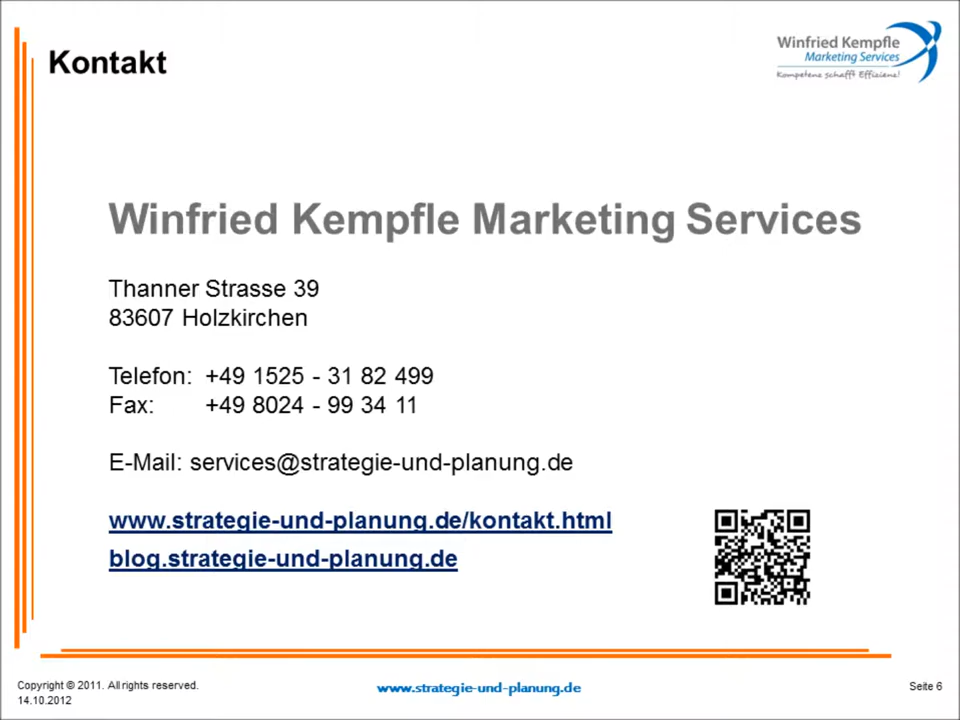 Kontakt
Winfried Kempfle
Marketing Services
Kompetenz schafft Effizienz!
Winfried Kempfle Marketing Services
Thanner Strasse 39
83607 Holzkirchen
Telefon: +49 1525 - 31 82 499
Fax: +49 8024 - 99 34 11
E-Mail: services@strategie-und-planung.de
www.strategie-und-planung.de/kontakt.html
blog.strategie-und-planung.de
Copyright © 2011. All rights reserved.
14.10.2012
www.strategie-und-planung.de
Seite 6